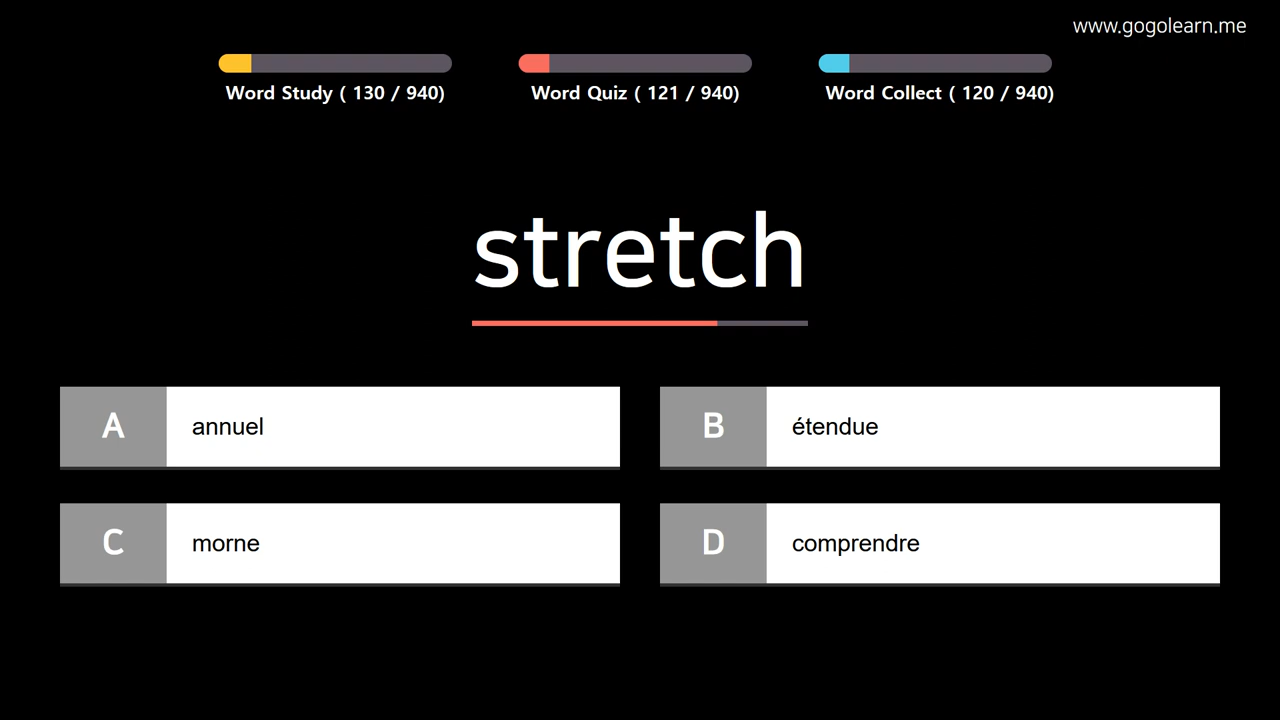 www.gogolearn.me
Word Study ( 130 / 940)
Word Quiz ( 121 / 940)
Word Collect ( 120 / 940)
stretch
A annuel
B étendue
C morne
D comprendre